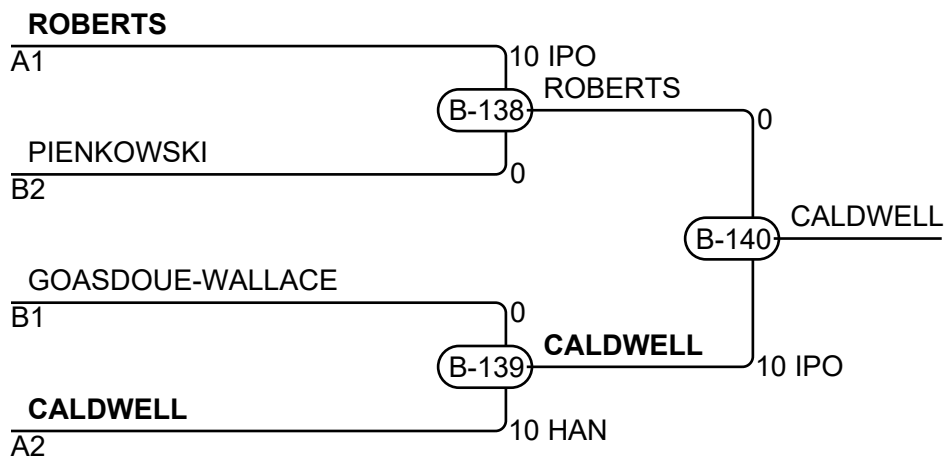 ROBERTS
A1
10 IPO
ROBERTS
B-138
0
PIENKOWSKI
0
B2
CALDWELL
B-140
GOASDOUE-WALLACE
B1
0
CALDWELL
B-139
10 IPO
CALDWELL
10 HAN
A2